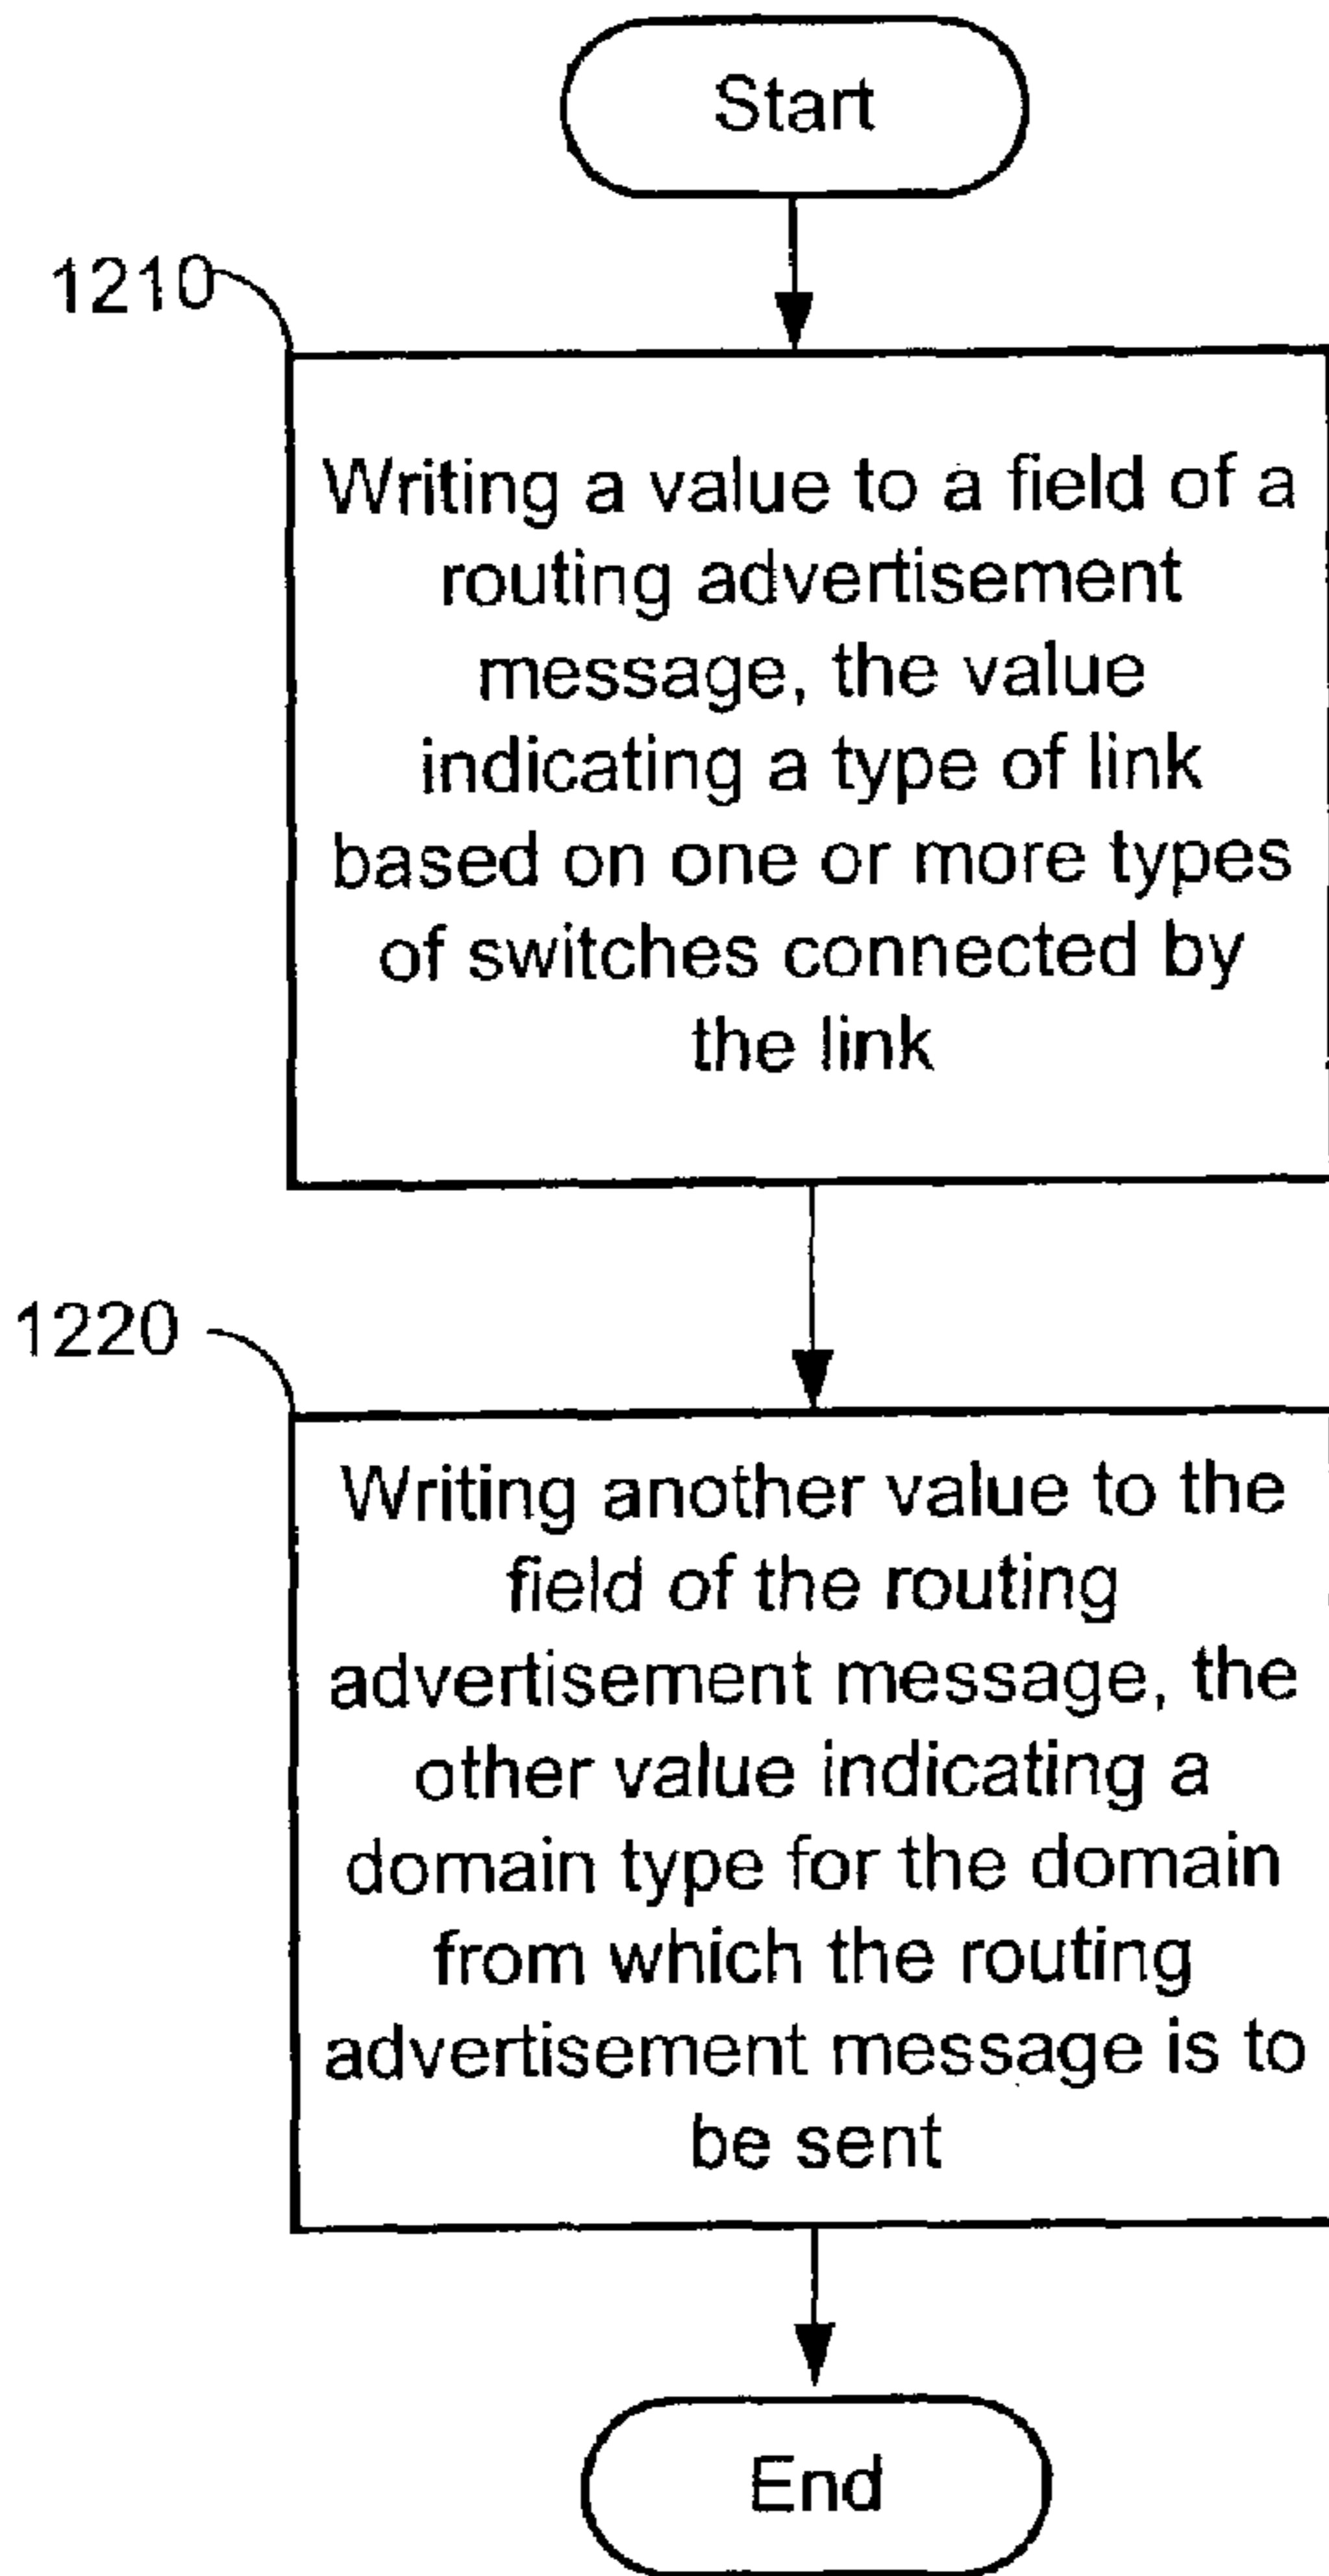 Start
1210
Writing a value to a field of a
routing advertisement
message, the value
indicating a type of link
based on one or more types
of switches connected by
the link
1220
Writing another value to the
field of the routing
advertisement message, the
other value indicating a
domain type for the domain
from which the routing
advertisement message is to
be sent
End